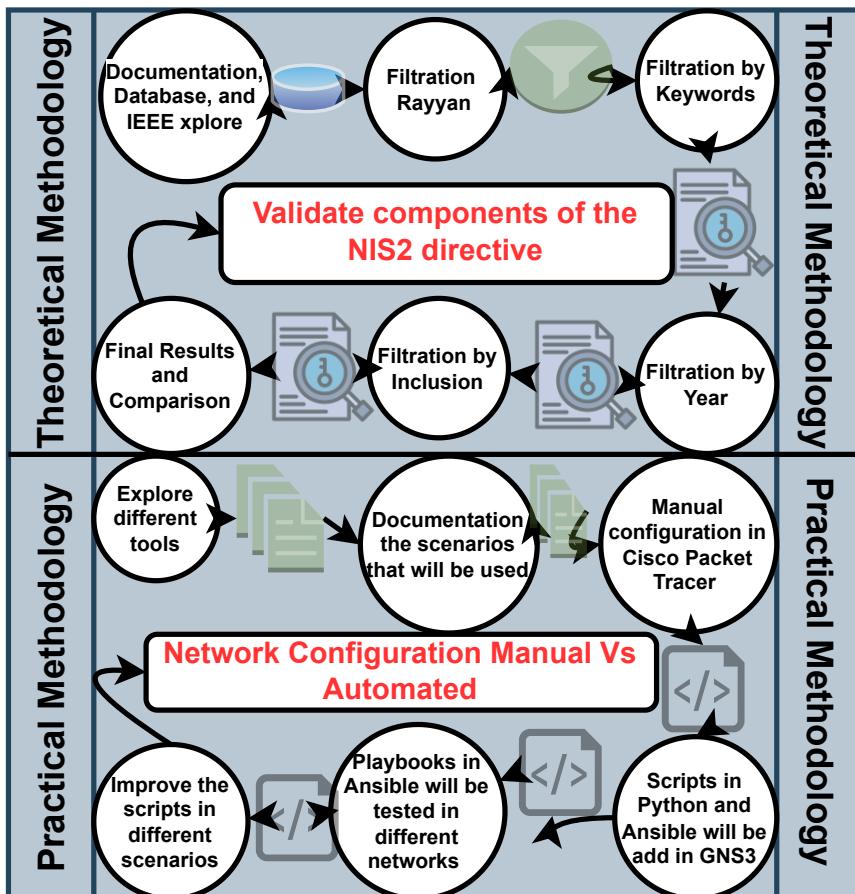 Theoretical Methodology
Documentation,
Database, and
IEEE xplore
Filtration
Rayyan
Filtration by
Keywords
Theoretical Methodology
Validate components of the
NIS2 directive
Final Results
and
Comparison
Filtration by
Inclusion
Filtration by
Year
Practical Methodology
Explore
different
tools
Documentation
the scenarios
that will be used
Manual
configuration in
Cisco Packet
Tracer
Practical Methodology
Network Configuration Manual Vs
Automated
</>
Improve the
scripts in
different
scenarios
</>
Playbooks in
Ansible will be
tested in
different
networks
</>
Scripts in
Python and
Ansible will be
add in GNS3